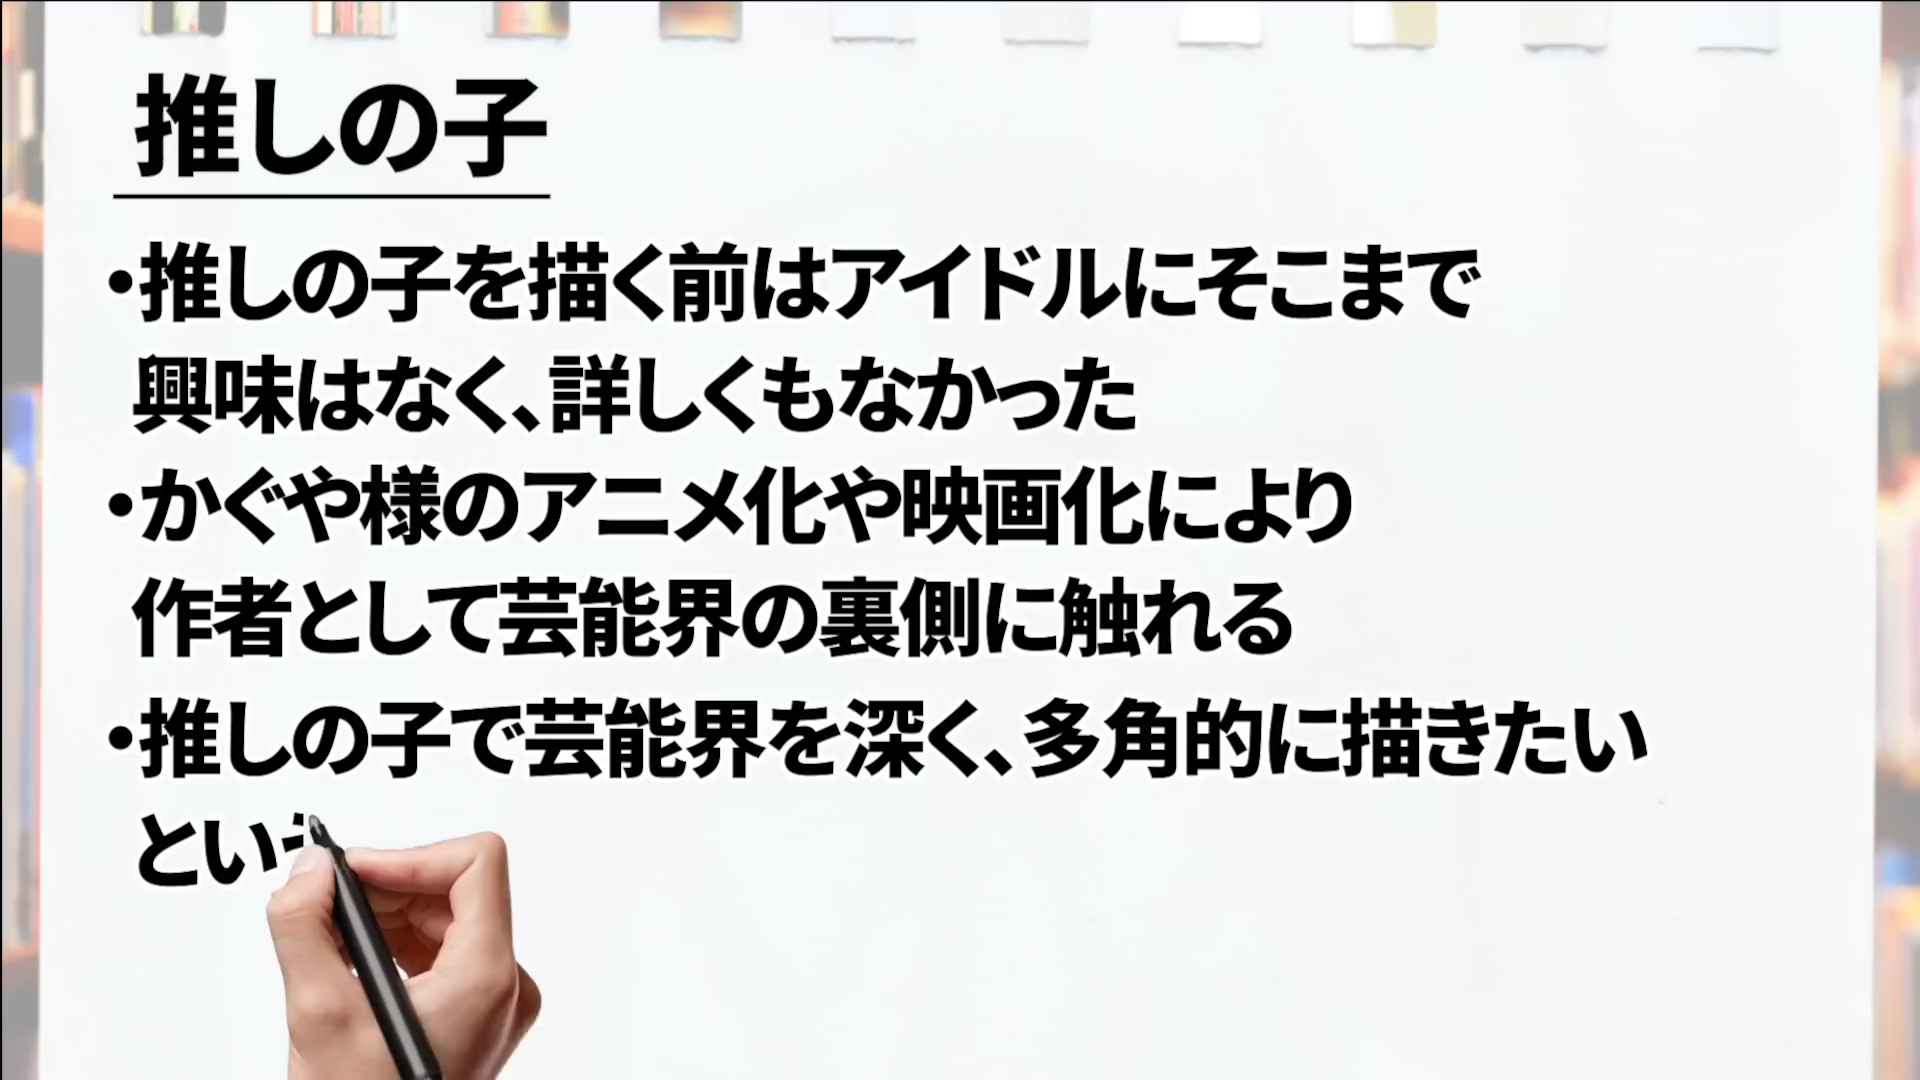 推しの子
・推しの子を描く前はアイドルにそこまで
興味はなく、詳しくもなかった
・かぐや様のアニメ化や映画化により
作者として芸能界の裏側に触れる
・推しの子で芸能界を深く、多角的に描きたい
とい